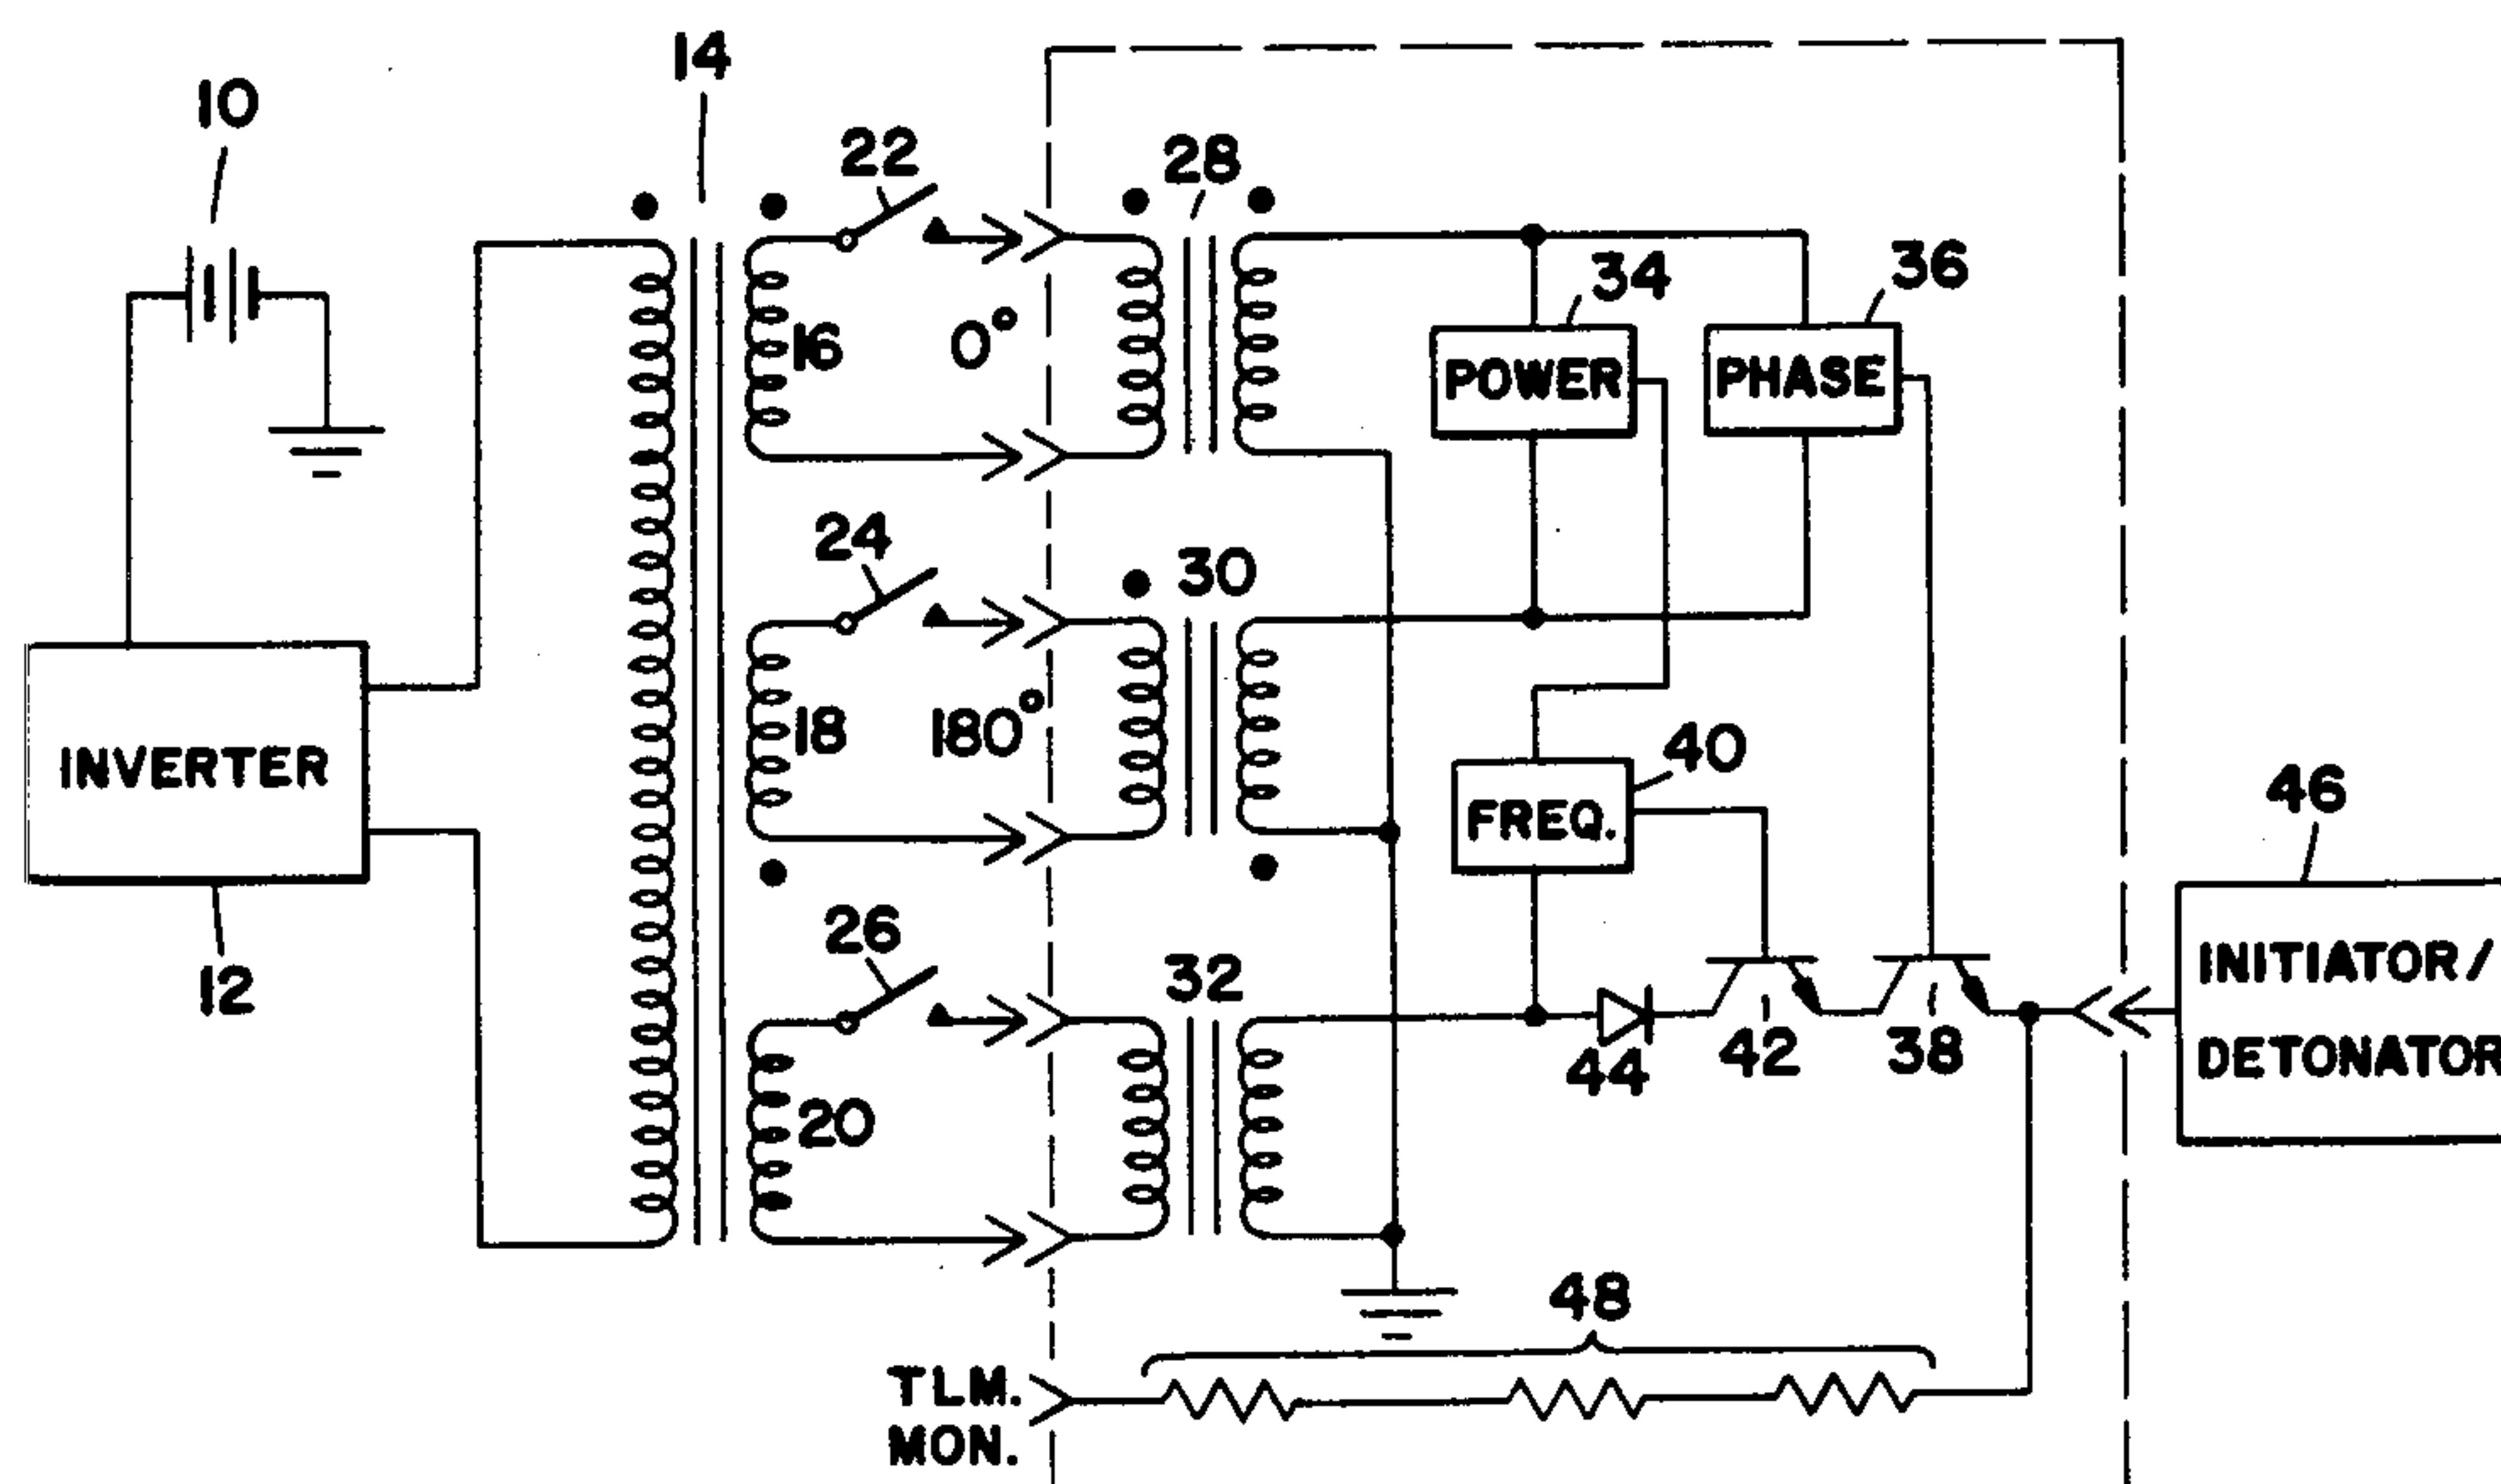 14
10
22
28
34
36
POWER
PHASE
16
0°
24
30
18
180°
40
INVERTER
FREQ.
46
26
32
12
INITIATOR/
DETONATOR
44
42
38
20
48
TLM.
MON.